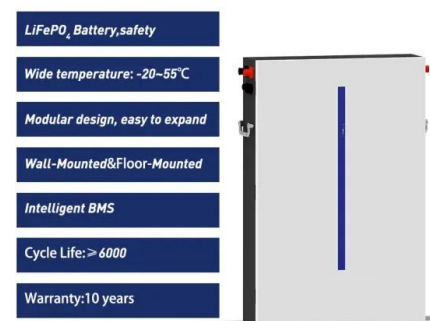 LiFePO₄ Battery,safety
Wide temperature: -20~55℃
Modular design, easy to expand
Wall-Mounted&Floor-Mounted
Intelligent BMS
Cycle Life:≥6000
Warranty:10 years